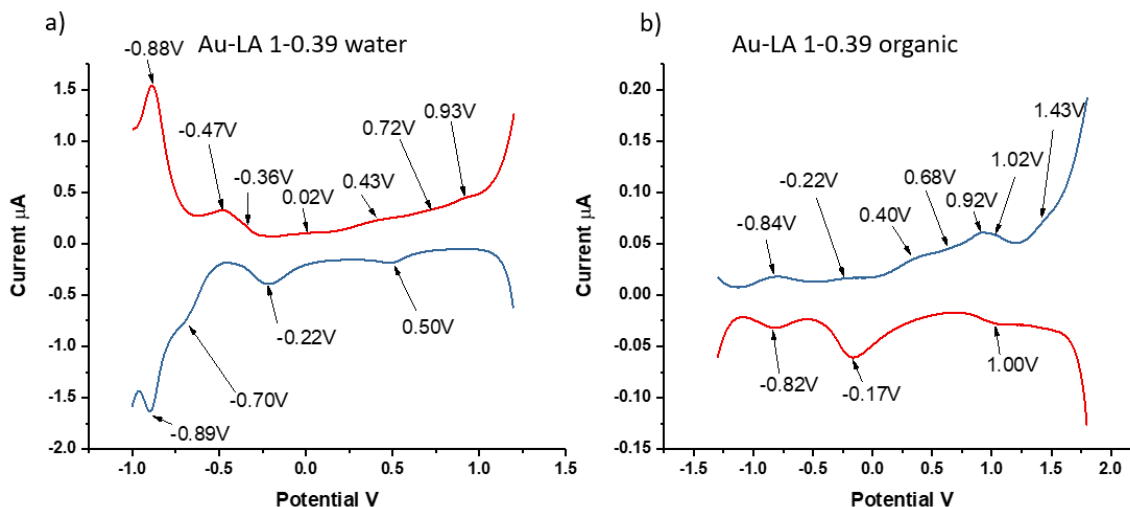 a)
Au-LA 1-0.39 water
-0.88V
-0.47V
-0.36V
0.02V
0.43V
0.72V
0.93V
-0.22V
0.50V
-0.70V
-0.89V
1.5
1.0
0.5
0.0
-0.5
-1.0
-1.5
-2.0
Current µA
-1.0
-0.5
0.0
0.5
1.0
1.5
Potential V
b)
Au-LA 1-0.39 organic
-0.84V
-0.22V
0.40V
0.68V
0.92V
1.02V
1.43V
-0.82V
-0.17V
1.00V
0.20
0.15
0.10
0.05
0.00
-0.05
-0.10
-0.15
Current µA
-1.5
-1.0
-0.5
0.0
0.5
1.0
1.5
2.0
Potential V